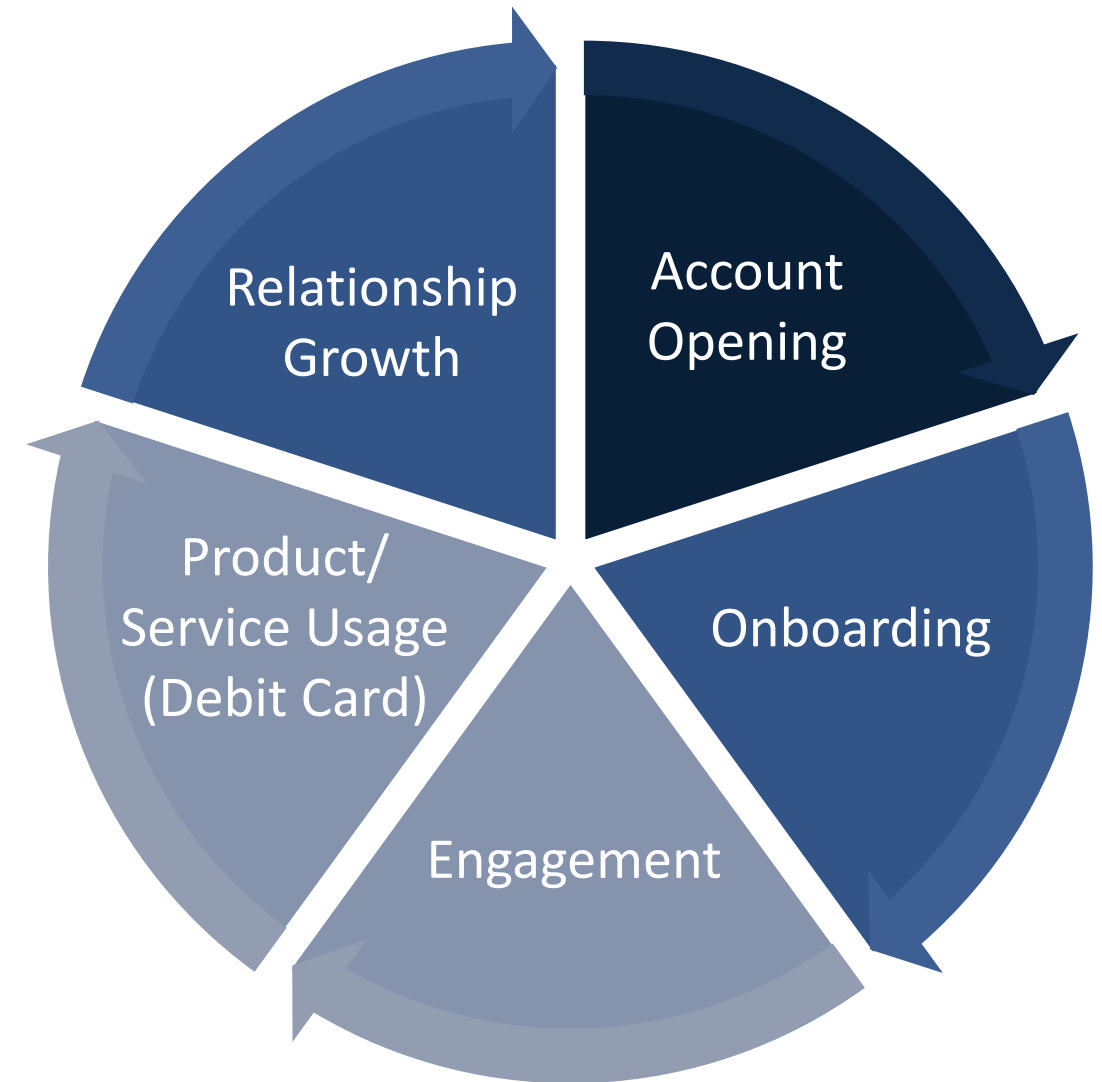 Account
Opening
Onboarding
Engagement
Product/
Service Usage
(Debit Card)
Relationship
Growth